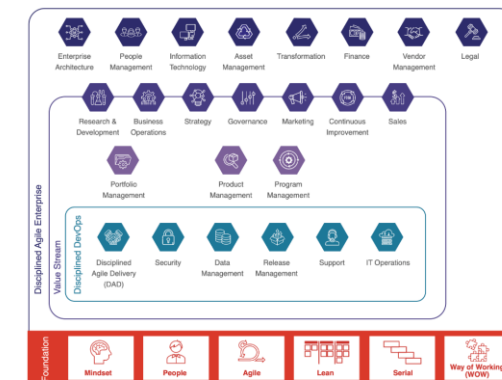 Enterprise
Architecture
People
Management
Information
Technology
Asset
Management
Transformation
Finance
Vendor
Management
Legal
Research &
Development
Business
Operations
Strategy
Governance
Marketing
Continuous
Improvement
Sales
Portfolio
Management
Product
Management
Program
Management
Disciplined
Agile Delivery
(DAD)
Security
Data
Management
Release
Management
Support
IT Operations
Disciplined Agile Enterprise
Value Stream
Disciplined DevOps
Foundation
Mindset
People
Agile
Lean
Serial
Way of Working
(WOW)